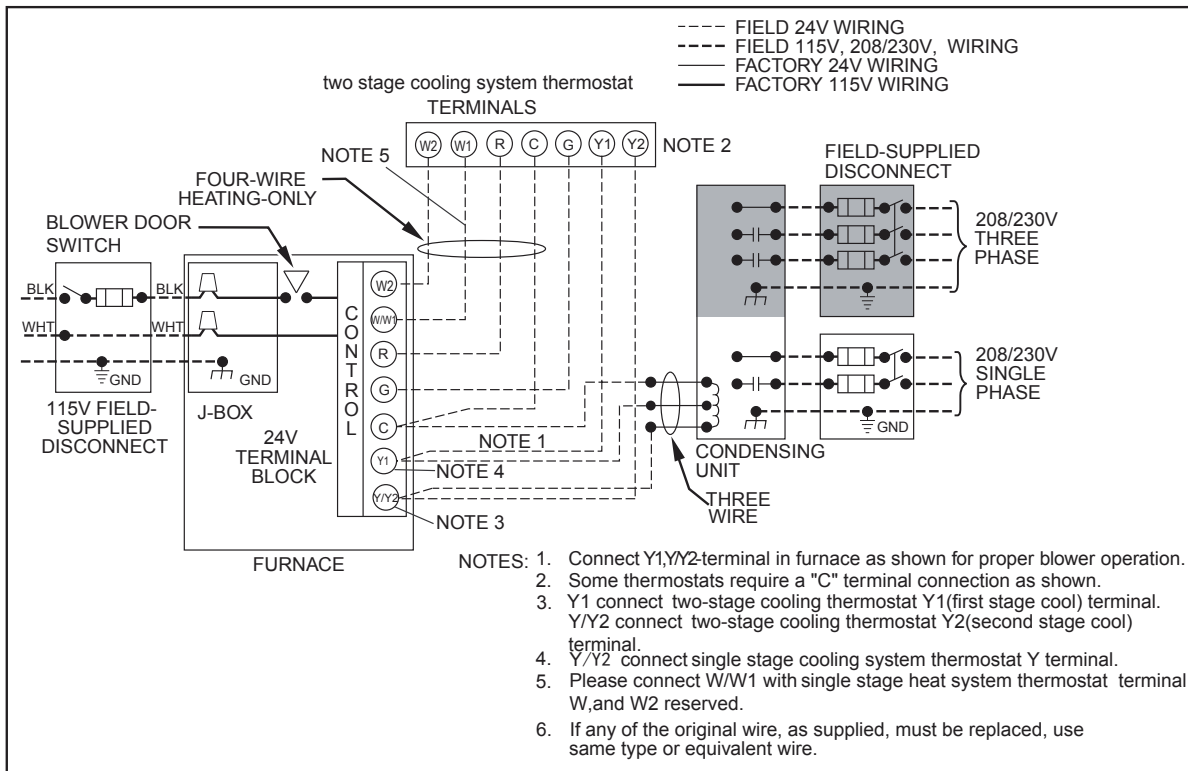 FIELD 24V WIRING
FIELD 115V, 208/230V, WIRING
FACTORY 24V WIRING
FACTORY 115V WIRING
two stage cooling system thermostat
TERMINALS
W2 W1 R C G Y1 Y2
NOTE 2
NOTE 5
FOUR-WIRE
HEATING-ONLY
BLOWER DOOR
SWITCH
FIELD-SUPPLIED
DISCONNECT
208/230V
THREE
PHASE
BLK
BLK
WHT
WHT
GND
GND
115V FIELD-
SUPPLIED
DISCONNECT
J-BOX
24V
TERMINAL
BLOCK
CONTROL
W2
W/W1
R
G
C
Y1
Y/Y2
NOTE 1
NOTE 4
NOTE 3
FURNACE
208/230V
SINGLE
PHASE
GND
CONDENSING
UNIT
THREE
WIRE
NOTES: 1. Connect Y1,Y/Y2-terminal in furnace as shown for proper blower operation.
2. Some thermostats require a "C" terminal connection as shown.
3. Y1 connect two-stage cooling thermostat Y1(first stage cool) terminal.
Y/Y2 connect two-stage cooling thermostat Y2(second stage cool)
terminal.
4. Y/Y2 connect single stage cooling system thermostat Y terminal.
5. Please connect W/W1 with single stage heat system thermostat terminal
W,and W2 reserved.
6. If any of the original wire, as supplied, must be replaced, use
same type or equivalent wire.